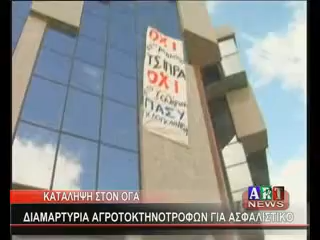 ΟΧΙ
ΤΣΙΠΡΑ
ΟΧΙ
ΠΑΣΥ
ART
NEWS
ΚΑΤΑΛΗΨΗ ΣΤΟΝ ΟΓΑ
ΔΙΑΜΑΡΤΥΡΙΑ ΑΓΡΟΤΟΚΤΗΝΟΤΡΟΦΩΝ ΓΙΑ ΑΣΦΑΛΙΣΤΙΚΟ